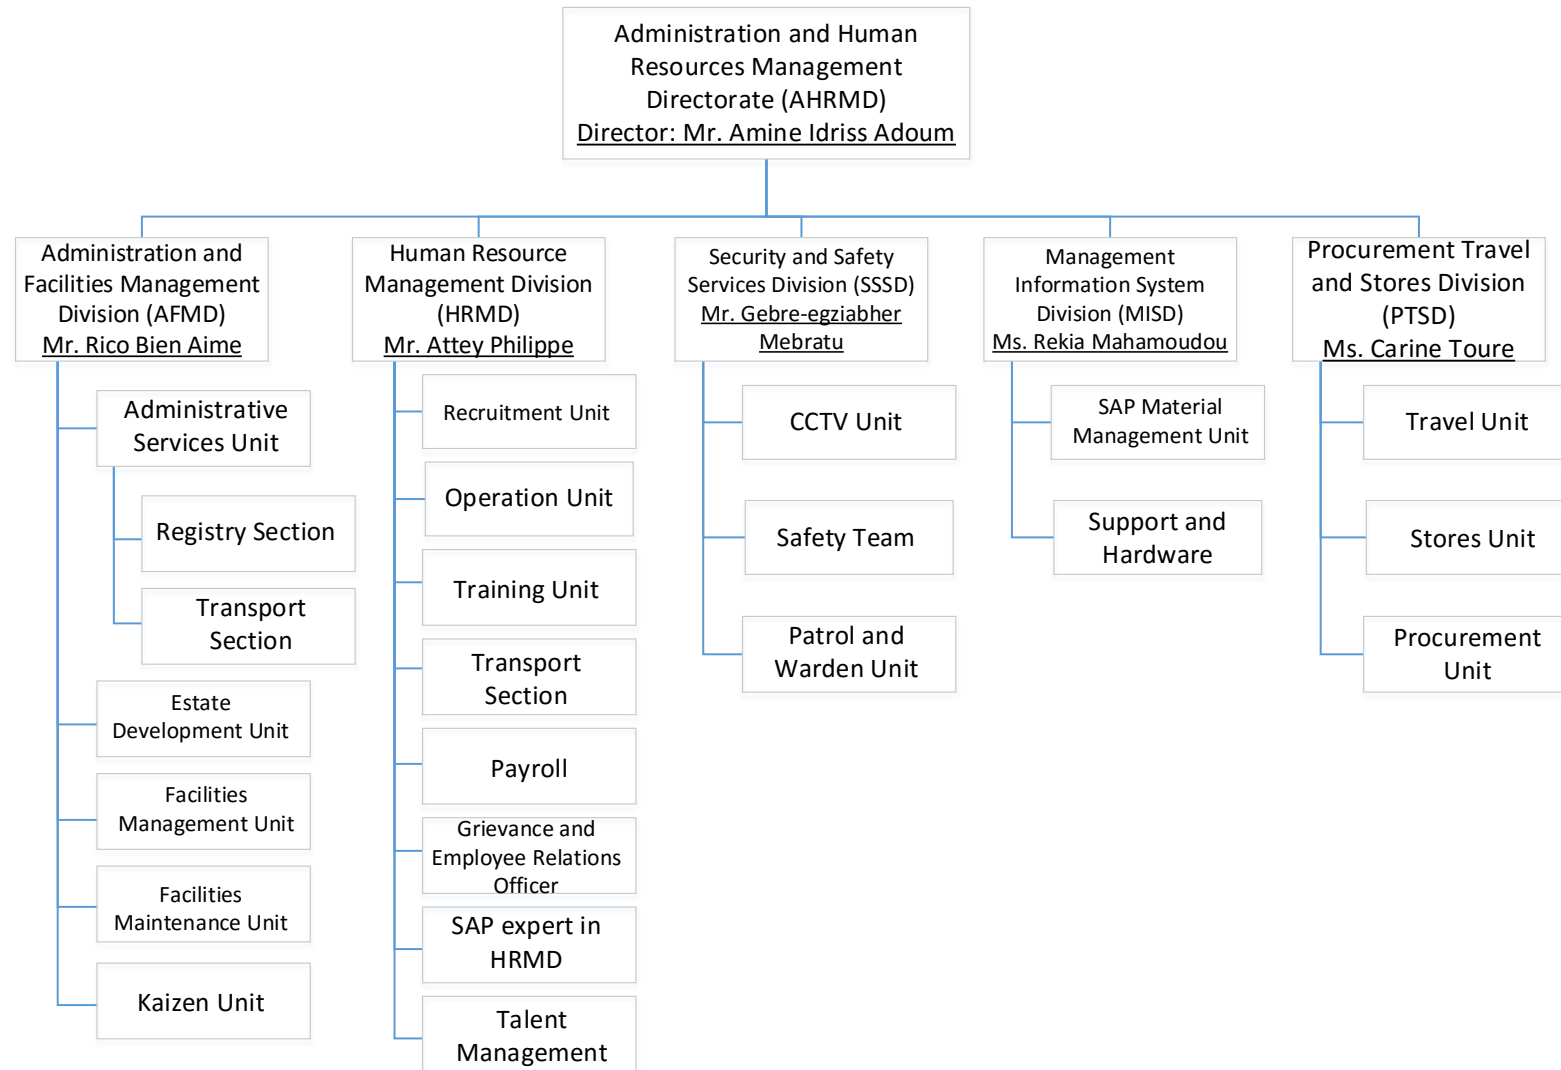 Administration and Human
Resources Management
Directorate (AHRMD)
Director: Mr. Amine Idriss Adoum
Administration and
Facilities Management
Division (AFMD)
Mr. Rico Bien Aime
Administrative
Services Unit
Registry Section
Transport
Section
Estate
Development Unit
Facilities
Management Unit
Facilities
Maintenance Unit
Kaizen Unit
Human Resource
Management Division
(HRMD)
Mr. Attey Philippe
Recruitment Unit
Operation Unit
Training Unit
Transport
Section
Payroll
Grievance and
Employee Relations
Officer
SAP expert in
HRMD
Talent
Management
Security and Safety
Services Division (SSSD)
Mr. Gebre-egziabher
Mebratu
CCTV Unit
Safety Team
Patrol and
Warden Unit
Management
Information System
Division (MISD)
Ms. Rekia Mahamoudou
SAP Material
Management Unit
Support and
Hardware
Procurement Travel
and Stores Division
(PTSD)
Ms. Carine Toure
Travel Unit
Stores Unit
Procurement
Unit